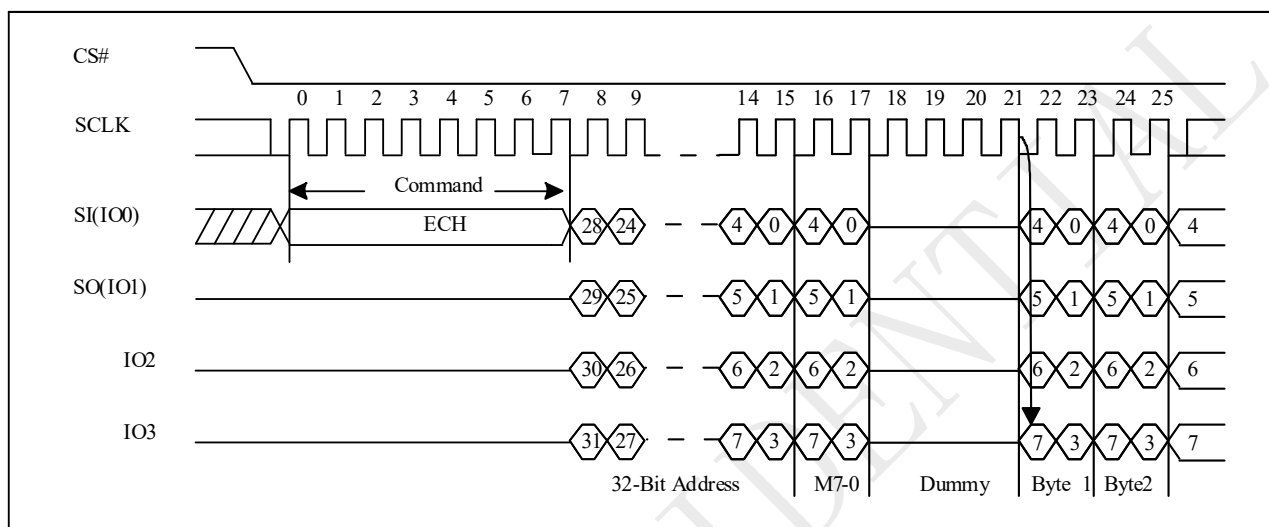 CS#
0 1 2 3 4 5 6 7 8 9 14 15 16 17 18 19 20 21 22 23 24 25
SCLK
Command
SI(IO0) ECH 28 24 4 0 4 0 4 0 4 0 4
SO(IO1) 29 25 5 1 5 1 5 1 5 1 5
IO2 30 26 6 2 6 2 6 2 6 2 6
IO3 31 27 7 3 7 3 7 3 7 3 7
32-Bit Address M7-0 Dummy Byte 1 Byte2
IDENTIAL